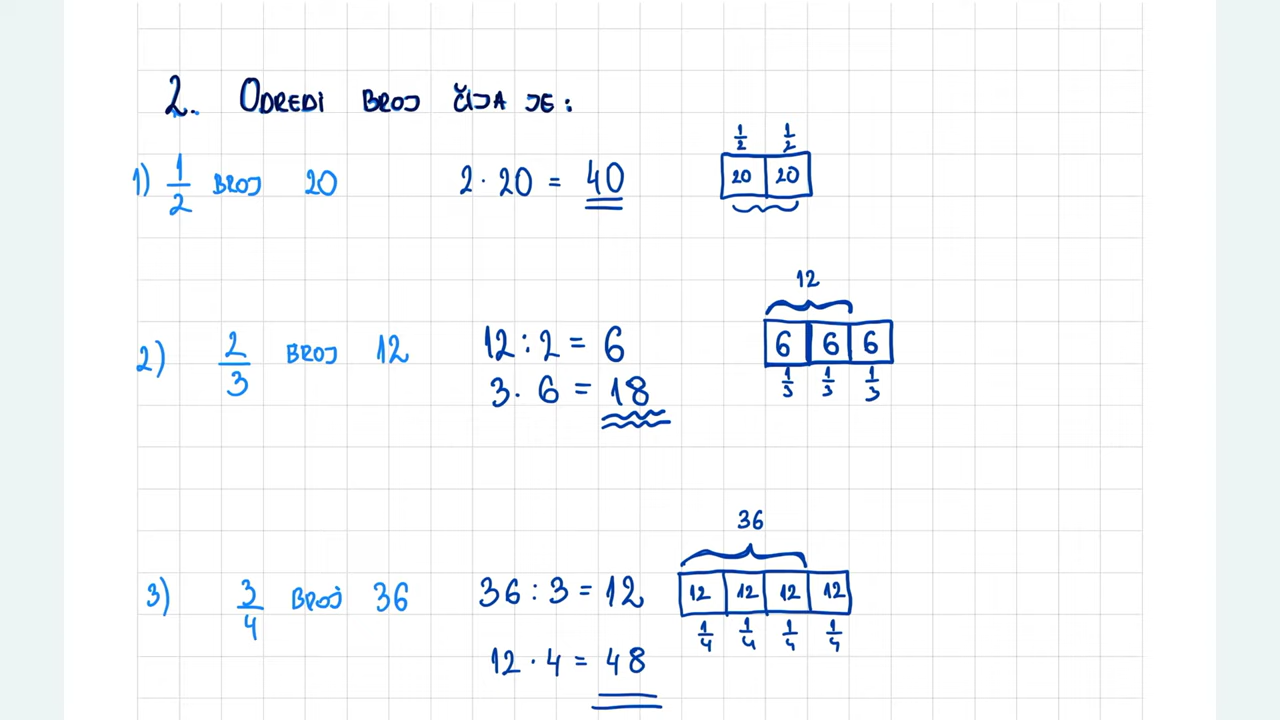 2. ODREDI BROJ ČIJA JE:
1) 1/2 BROJ 20 2 · 20 = 40
1/2 1/2
20 20
12
2) 2/3 BROJ 12 12 : 2 = 6
3 · 6 = 18
6 6 6
1/3 1/3 1/3
36
3) 3/4 BROJ 36 36 : 3 = 12
12 · 4 = 48
12 12 12 12
1/4 1/4 1/4 1/4